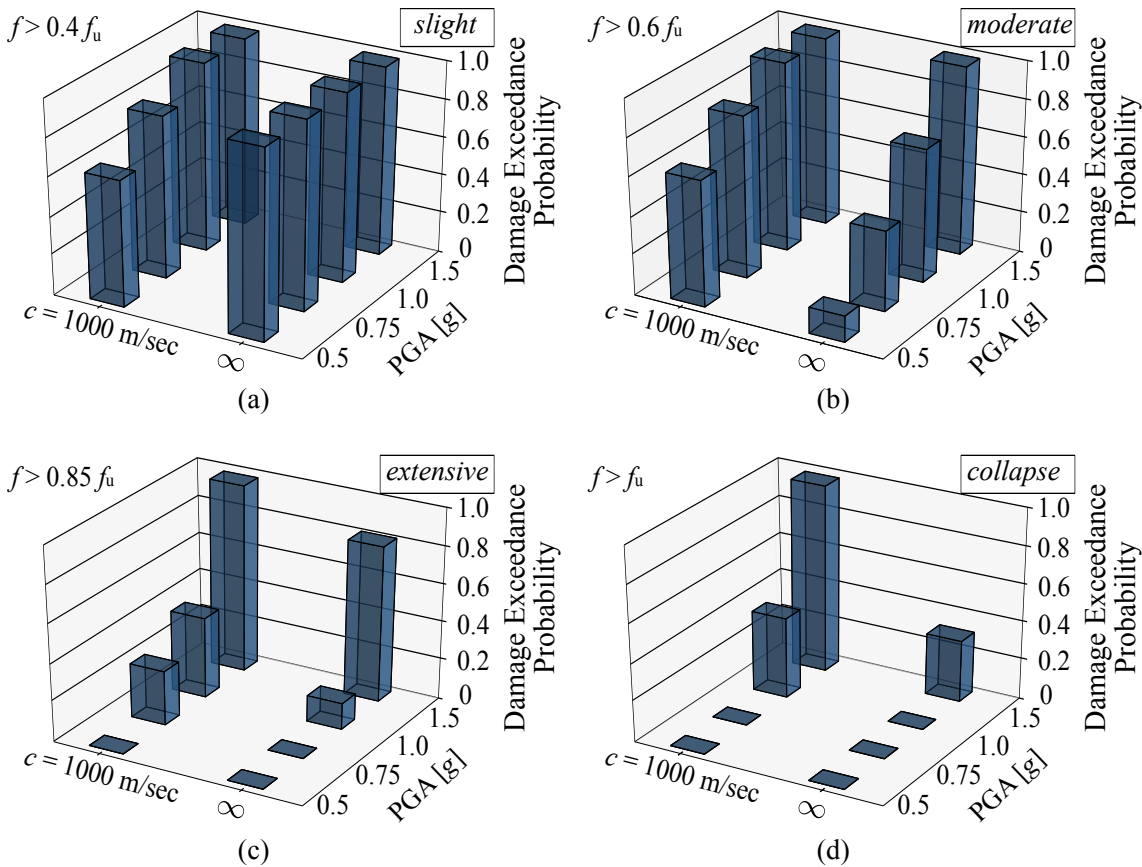 f > 0.4 fu
slight
1.0
0.8
0.6
0.4
0.2
0
Damage Exceedance
Probability
1.5
1.0
0.75
0.5
PGA [g]
c = 1000 m/sec
∞
(a)
f > 0.6 fu
moderate
1.0
0.8
0.6
0.4
0.2
0
Damage Exceedance
Probability
1.5
1.0
0.75
0.5
PGA [g]
c = 1000 m/sec
∞
(b)
f > 0.85 fu
extensive
1.0
0.8
0.6
0.4
0.2
0
Damage Exceedance
Probability
1.5
1.0
0.75
0.5
PGA [g]
c = 1000 m/sec
∞
(c)
f > fu
collapse
1.0
0.8
0.6
0.4
0.2
0
Damage Exceedance
Probability
1.5
1.0
0.75
0.5
PGA [g]
c = 1000 m/sec
∞
(d)